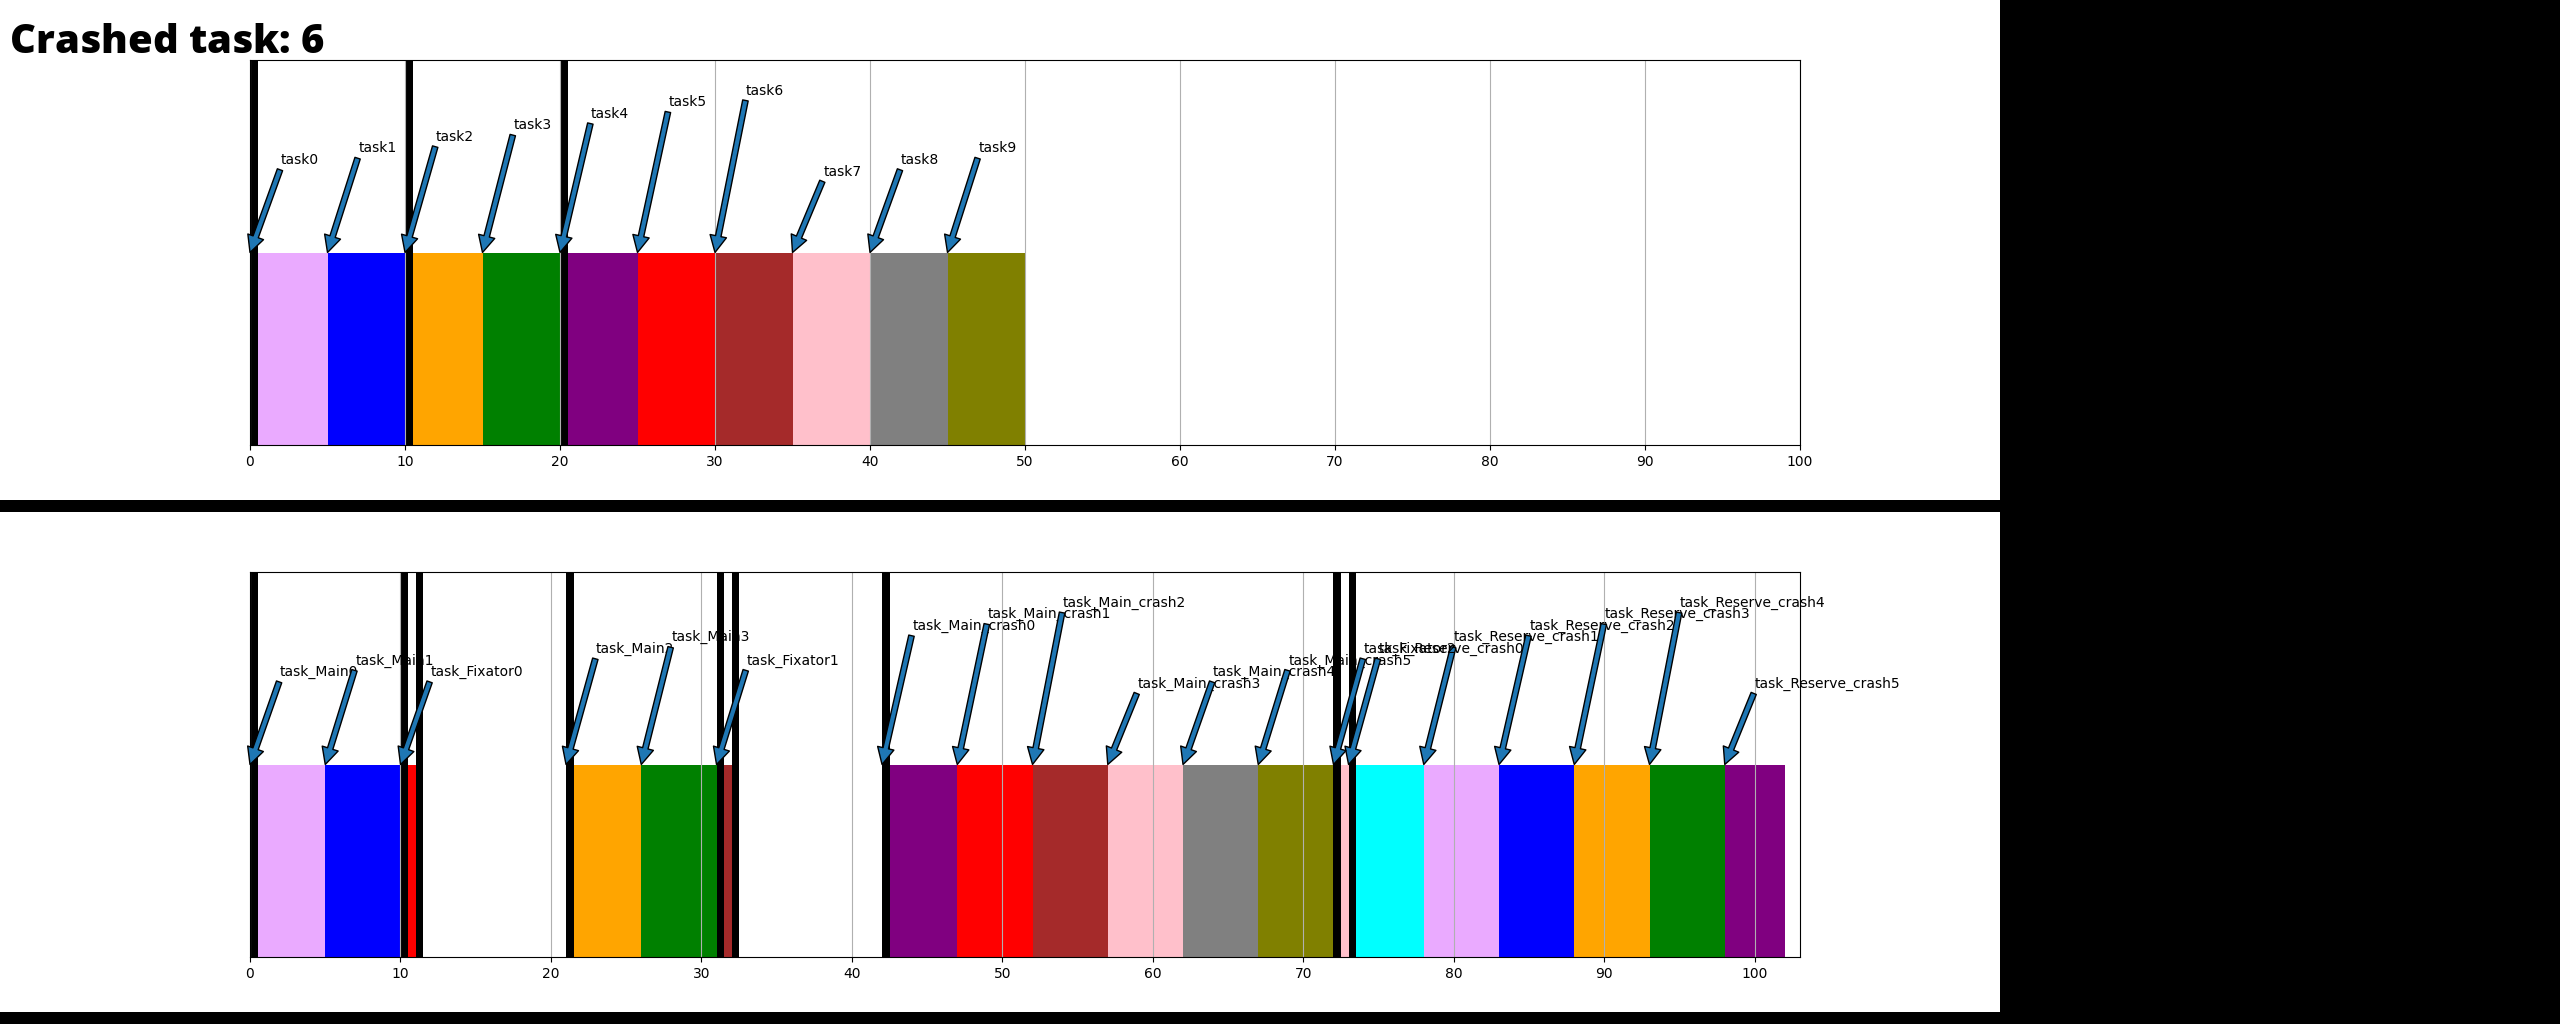 Crashed task: 6
task6
task5
task4
task3
task2
task1
task9
task0
task8
task7
0 10 20 30 40 50 60 70 80 90 100
task_Main_crash2
task_Reserve_crash4
task_Main_crash1
task_Reserve_crash3
task_Main_crash0
task_Reserve_crash2
task_Main3
task_Reserve_crash1
task_Main2
task_Fixator2
task_Reserve_crash0
task_Main1
task_Fixator1
task_Main_crash5
task_Main0
task_Fixator0
task_Main_crash4
task_Main_crash3
task_Reserve_crash5
0 10 20 30 40 50 60 70 80 90 100